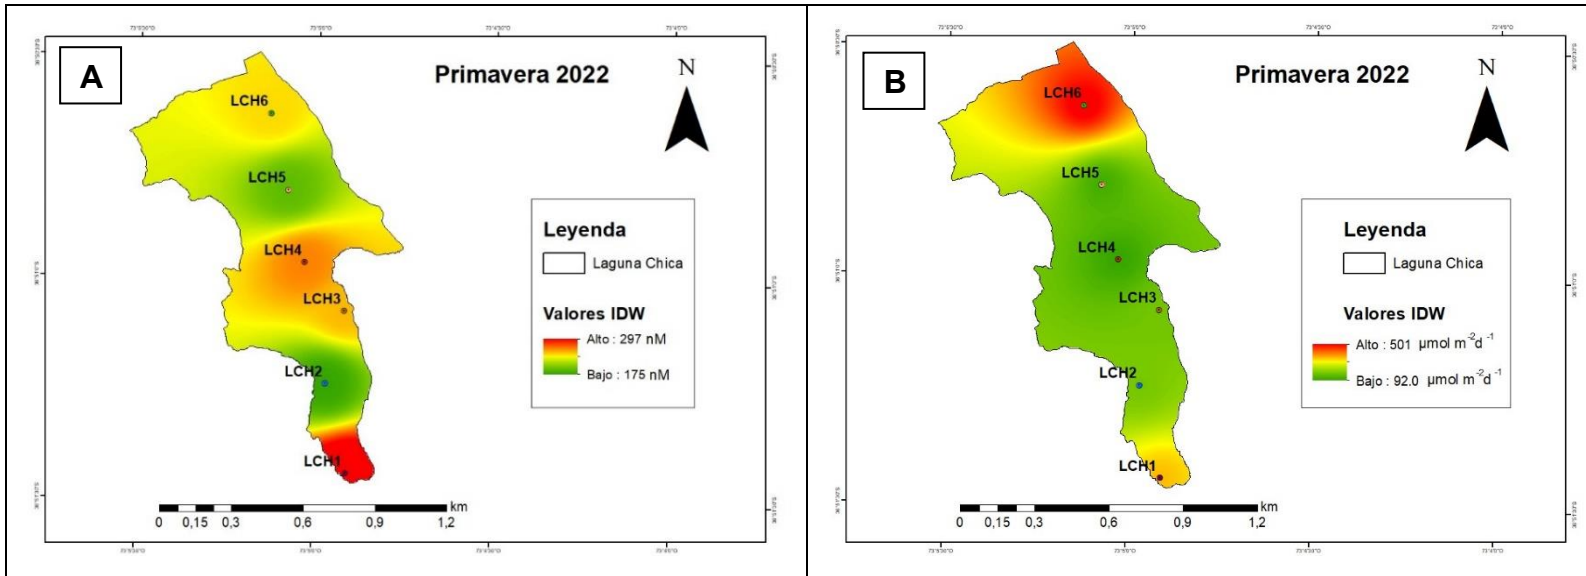 A
Primavera 2022
N
LCH6
LCH5
LCH4
LCH3
LCH2
LCH1
Leyenda
Laguna Chica
Valores IDW
Alto : 297 nM
Bajo : 175 nM
km
0 0,15 0,3 0,6 0,9 1,2
B
Primavera 2022
N
LCH6
LCH5
LCH4
LCH3
LCH2
LCH1
Leyenda
Laguna Chica
Valores IDW
Alto : 501 µmol m⁻²d⁻¹
Bajo : 92.0 µmol m⁻²d⁻¹
km
0 0,15 0,3 0,6 0,9 1,2